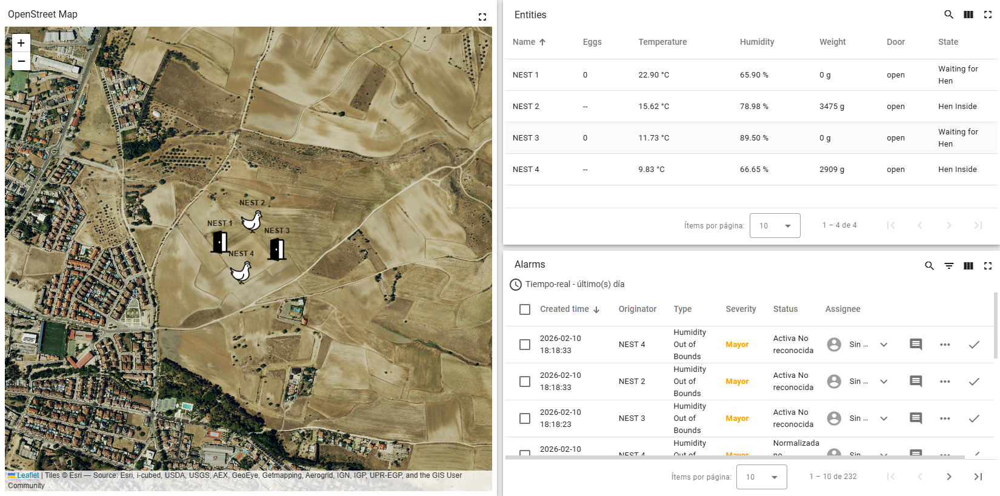 OpenStreet Map
+
−
NEST 2
NEST 1
NEST 3
NEST 4
Leaflet | Tiles © Esri — Source: Esri, i-cubed, USDA, USGS, AEX, GeoEye, Getmapping, Aerogrid, IGN, IGP, UPR-EGP, and the GIS User
Community
Entities
Name Eggs Temperature Humidity Weight Door State
NEST 1 0 22.90 °C 65.90 % 0 g open Waiting for
Hen
NEST 2 -- 15.62 °C 78.98 % 3475 g open Hen Inside
NEST 3 0 11.73 °C 89.50 % 0 g open Waiting for
Hen
NEST 4 -- 9.83 °C 66.65 % 2909 g open Hen Inside
Ítems por página: 10 1 – 4 de 4
Alarms
Tiempo-real - último(s) día
Created time Originator Type Severity Status Assignee
2026-02-10
18:18:33
NEST 4
Humidity
Out of
Bounds
Mayor
Activa No
reconocida
Sin ...
2026-02-10
18:18:33
NEST 2
Humidity
Out of
Bounds
Mayor
Activa No
reconocida
Sin ...
2026-02-10
18:18:23
NEST 3
Humidity
Out of
Bounds
Mayor
Activa No
reconocida
Sin ...
2026-02-10
NEST 4
Humidity
Out of
Mayor
Normalizada
no
Sin
Ítems por página: 10 1 – 10 de 232